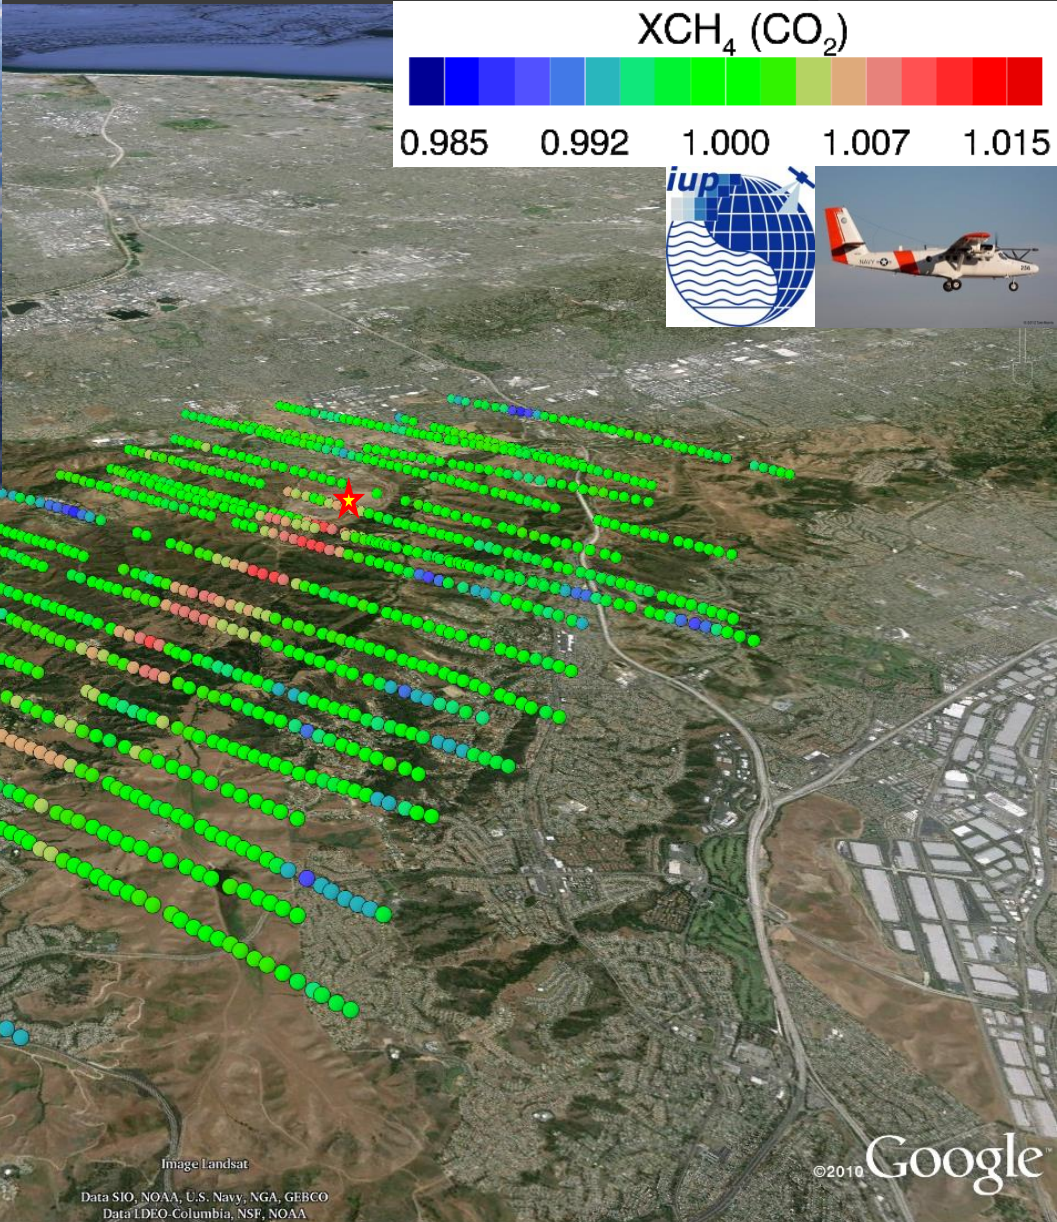 XCH₄ (CO₂)
0.985 0.992 1.000 1.007 1.015
iup
NAVY
©2010 Google
Image Landsat
Data SIO, NOAA, U.S. Navy, NGA, GEBCO
Data LDEO-Columbia, NSF, NOAA